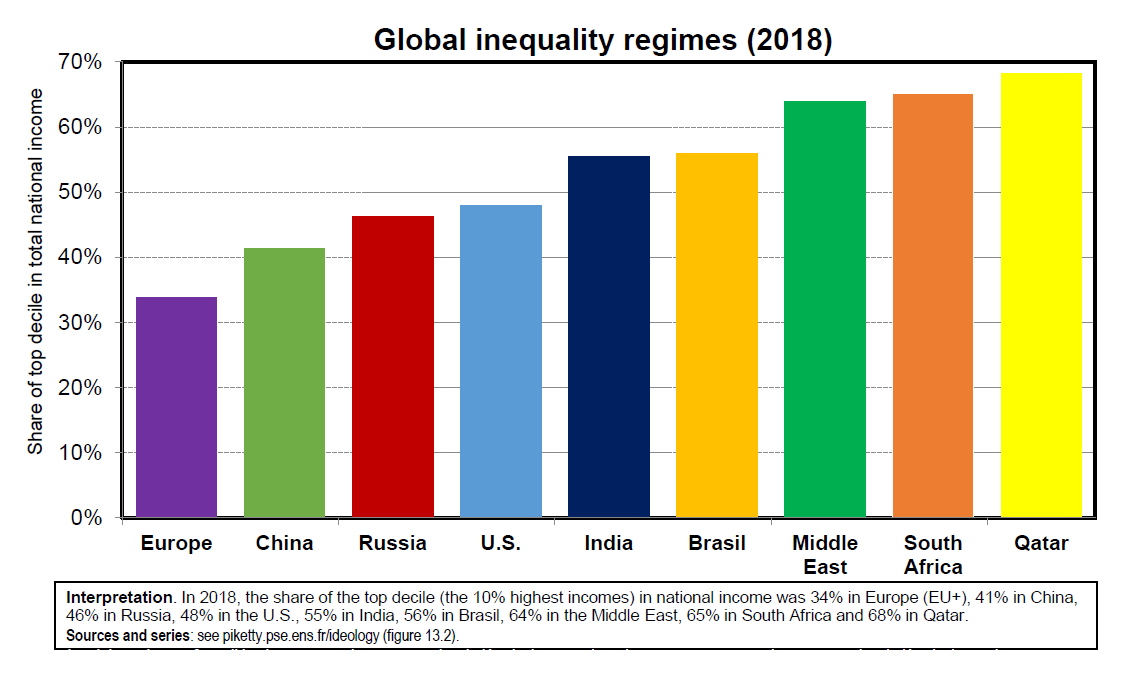 Global inequality regimes (2018)
Share of top decile in total national income
70%
60%
50%
40%
30%
20%
10%
0%
Europe
China
Russia
U.S.
India
Brasil
Middle East
South Africa
Qatar
Interpretation. In 2018, the share of the top decile (the 10% highest incomes) in national income was 34% in Europe (EU+), 41% in China,
46% in Russia, 48% in the U.S., 55% in India, 56% in Brasil, 64% in the Middle East, 65% in South Africa and 68% in Qatar.
Sources and series: see piketty.pse.ens.fr/ideology (figure 13.2).